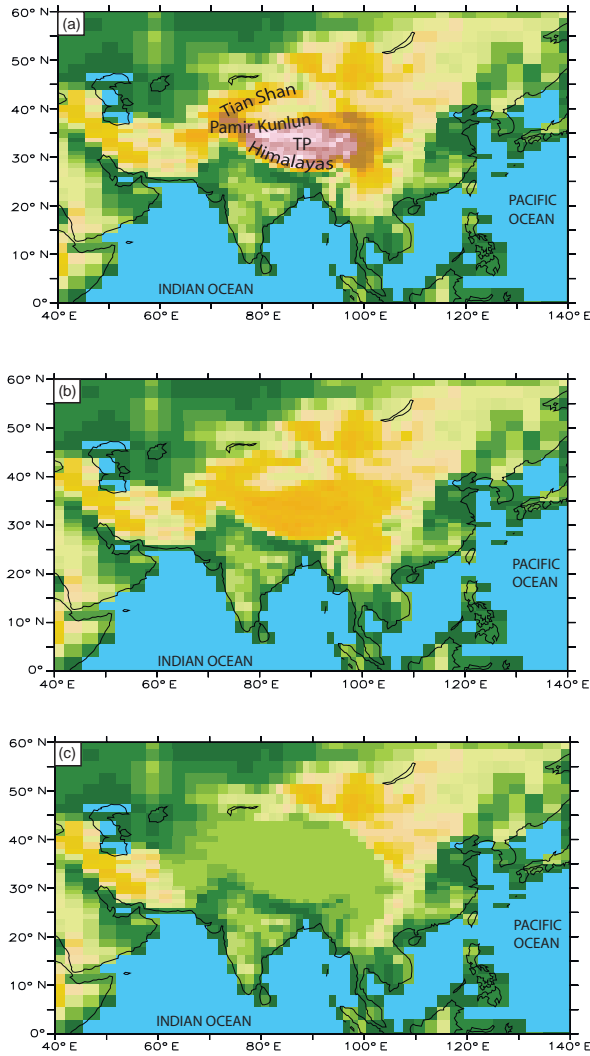 (a)
60° N
50°
40°
30°
20°
10°
0°
Tian Shan
Pamir Kunlun
TP
Himalayas
PACIFIC
OCEAN
INDIAN OCEAN
40° E
60° E
80° E
100° E
120° E
140° E
(b)
60° N
50°
40°
30°
20°
10°
0°
PACIFIC
OCEAN
INDIAN OCEAN
40° E
60° E
80° E
100° E
120° E
140° E
(c)
60° N
50°
40°
30°
20°
10°
0°
PACIFIC
OCEAN
INDIAN OCEAN
40° E
60° E
80° E
100° E
120° E
140° E